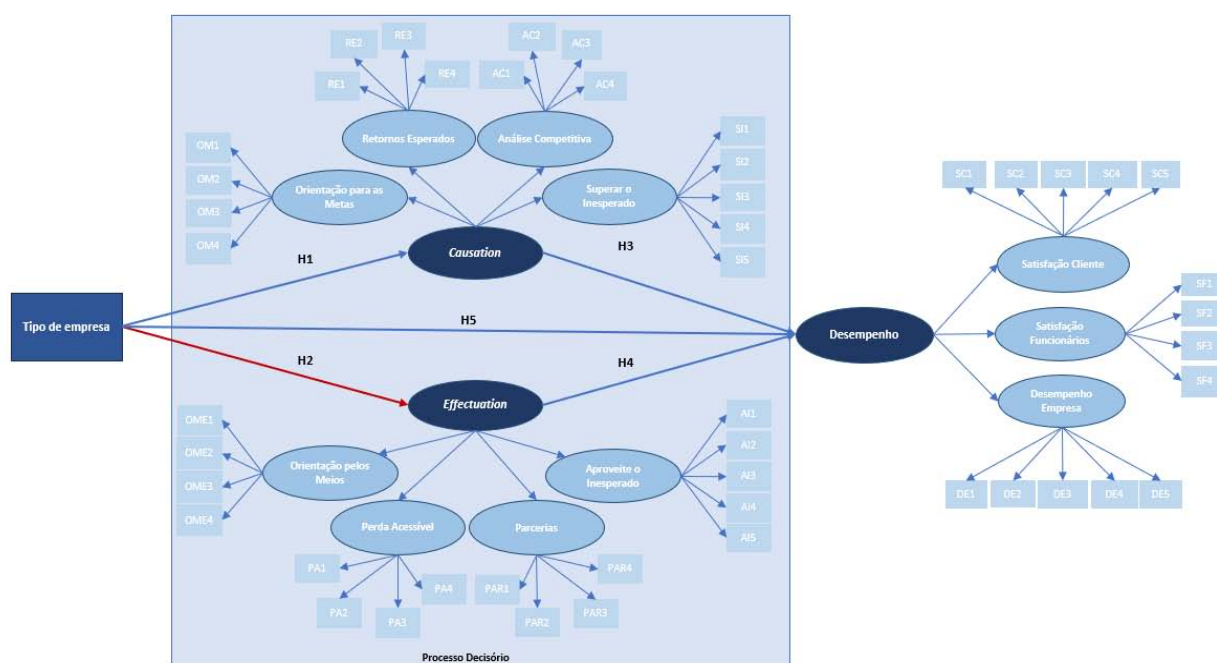 RE2
RE3
RE1
RE4
AC2
AC3
AC1
AC4
Retornos Esperados
Análise Competitiva
OM1
OM2
OM3
OM4
Orientação para as
Metas
Superar o
Inesperado
SI1
SI2
SI3
SI4
SI5
Causation
H1
H3
Tipo de empresa
H5
H2
H4
Effectuation
OME1
OME2
OME3
OME4
Orientação pelos
Meios
Aproveite o
Inesperado
AI1
AI2
AI3
AI4
AI5
Perda Acessível
Parcerias
PA1
PA2
PA3
PA4
PAR1
PAR2
PAR3
PAR4
Processo Decisório
Desempenho
SC1
SC2
SC3
SC4
SC5
Satisfação Cliente
Satisfação
Funcionários
SF1
SF2
SF3
SF4
Desempenho
Empresa
DE1
DE2
DE3
DE4
DE5